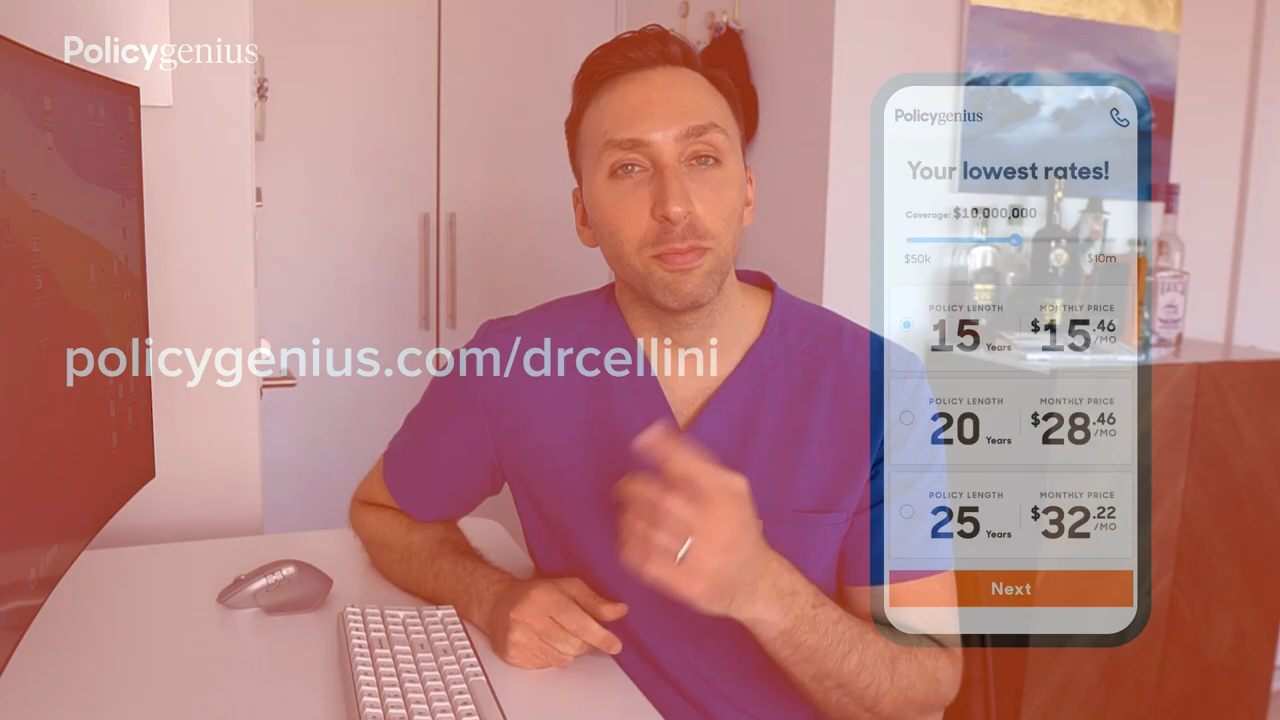 Policygenius
policygenius.com/drcellini
Policygenius
Your lowest rates!
Coverage: $10,000,000
$50k $10m
POLICY LENGTH MONTHLY PRICE
15 Years $15.46 /MO
POLICY LENGTH MONTHLY PRICE
20 Years $28.46 /MO
POLICY LENGTH MONTHLY PRICE
25 Years $32.22 /MO
Next